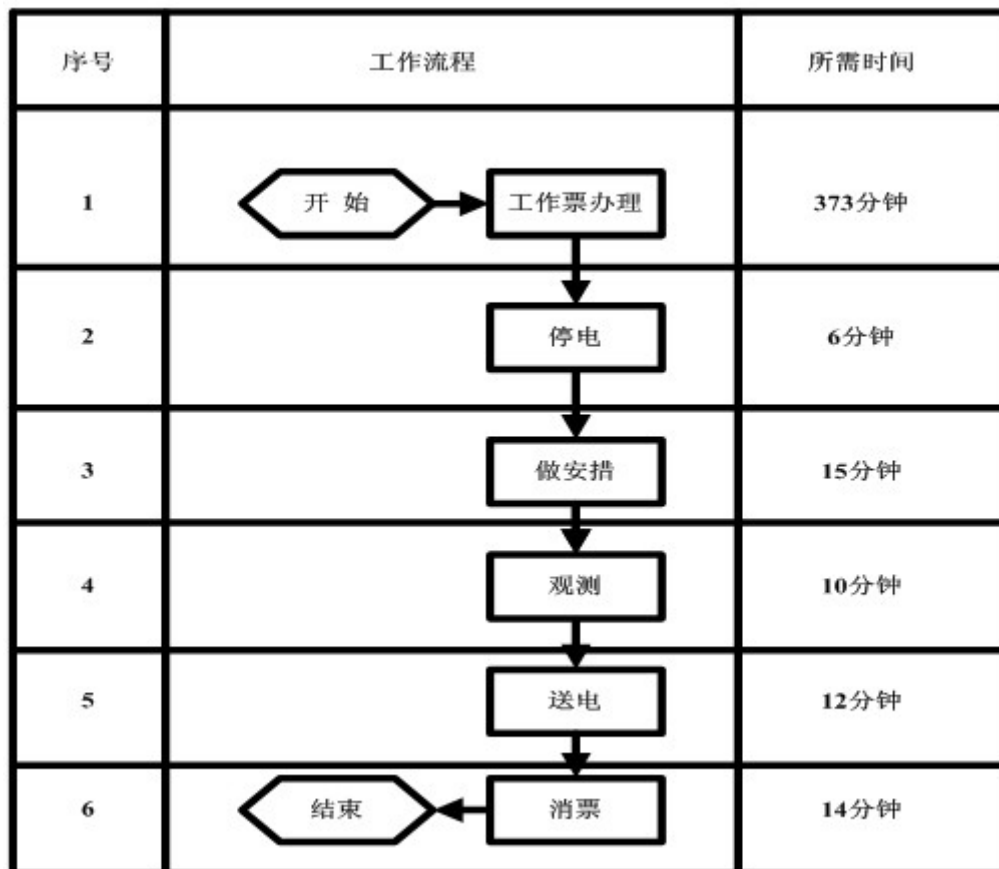 序号 工作流程 所需时间
1 开 始 工作票办理 373分钟
2 停电 6分钟
3 做安措 15分钟
4 观测 10分钟
5 送电 12分钟
6 结束 消票 14分钟